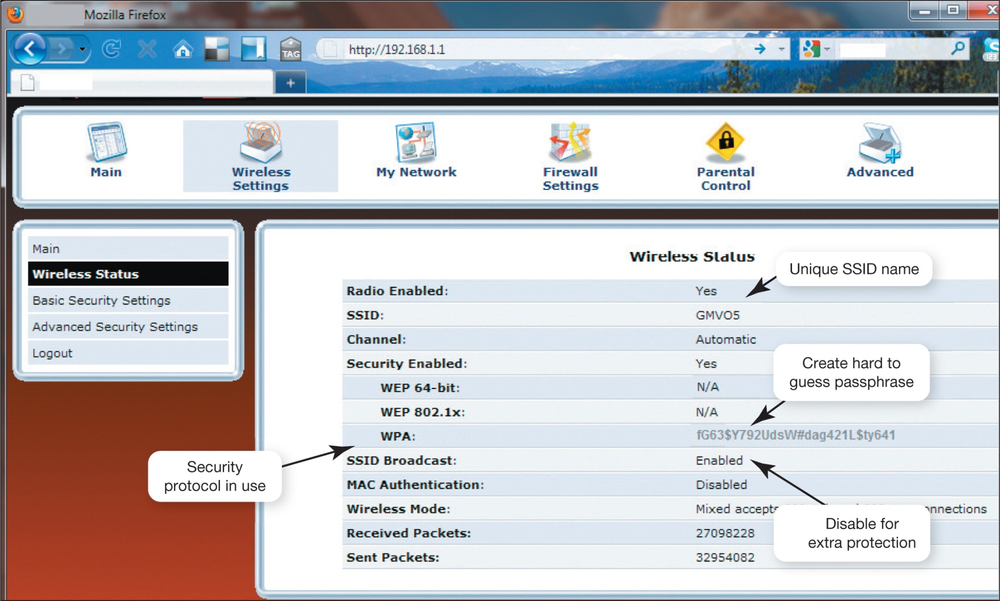 Mozilla Firefox
TAG
http://192.168.1.1
123
Main
Wireless
Settings
My Network
Firewall
Settings
Parental
Control
Advanced
Main
Wireless Status
Basic Security Settings
Advanced Security Settings
Logout
Wireless Status
Unique SSID name
Radio Enabled: Yes
SSID: GMVO5
Channel: Automatic
Security Enabled: Yes
Create hard to
guess passphrase
WEP 64-bit: N/A
WEP 802.1x: N/A
WPA: fG63$Y792UdsW#dag421L$ty641
Security
protocol in use
SSID Broadcast: Enabled
MAC Authentication: Disabled
Wireless Mode: Mixed accepts
Disable for
extra protection
Received Packets: 27098228
Sent Packets: 32954082